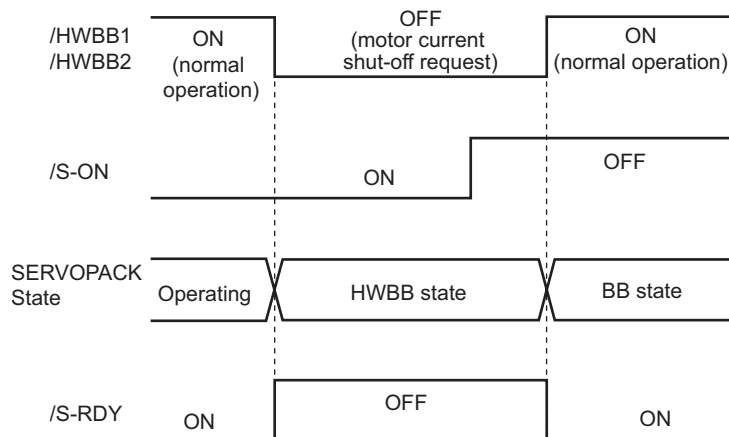 /HWBB1
/HWBB2
ON
(normal
operation)
OFF
(motor current
shut-off request)
ON
(normal operation)
/S-ON
ON
OFF
SERVOPACK
State
Operating
HWBB state
BB state
/S-RDY
ON
OFF
ON